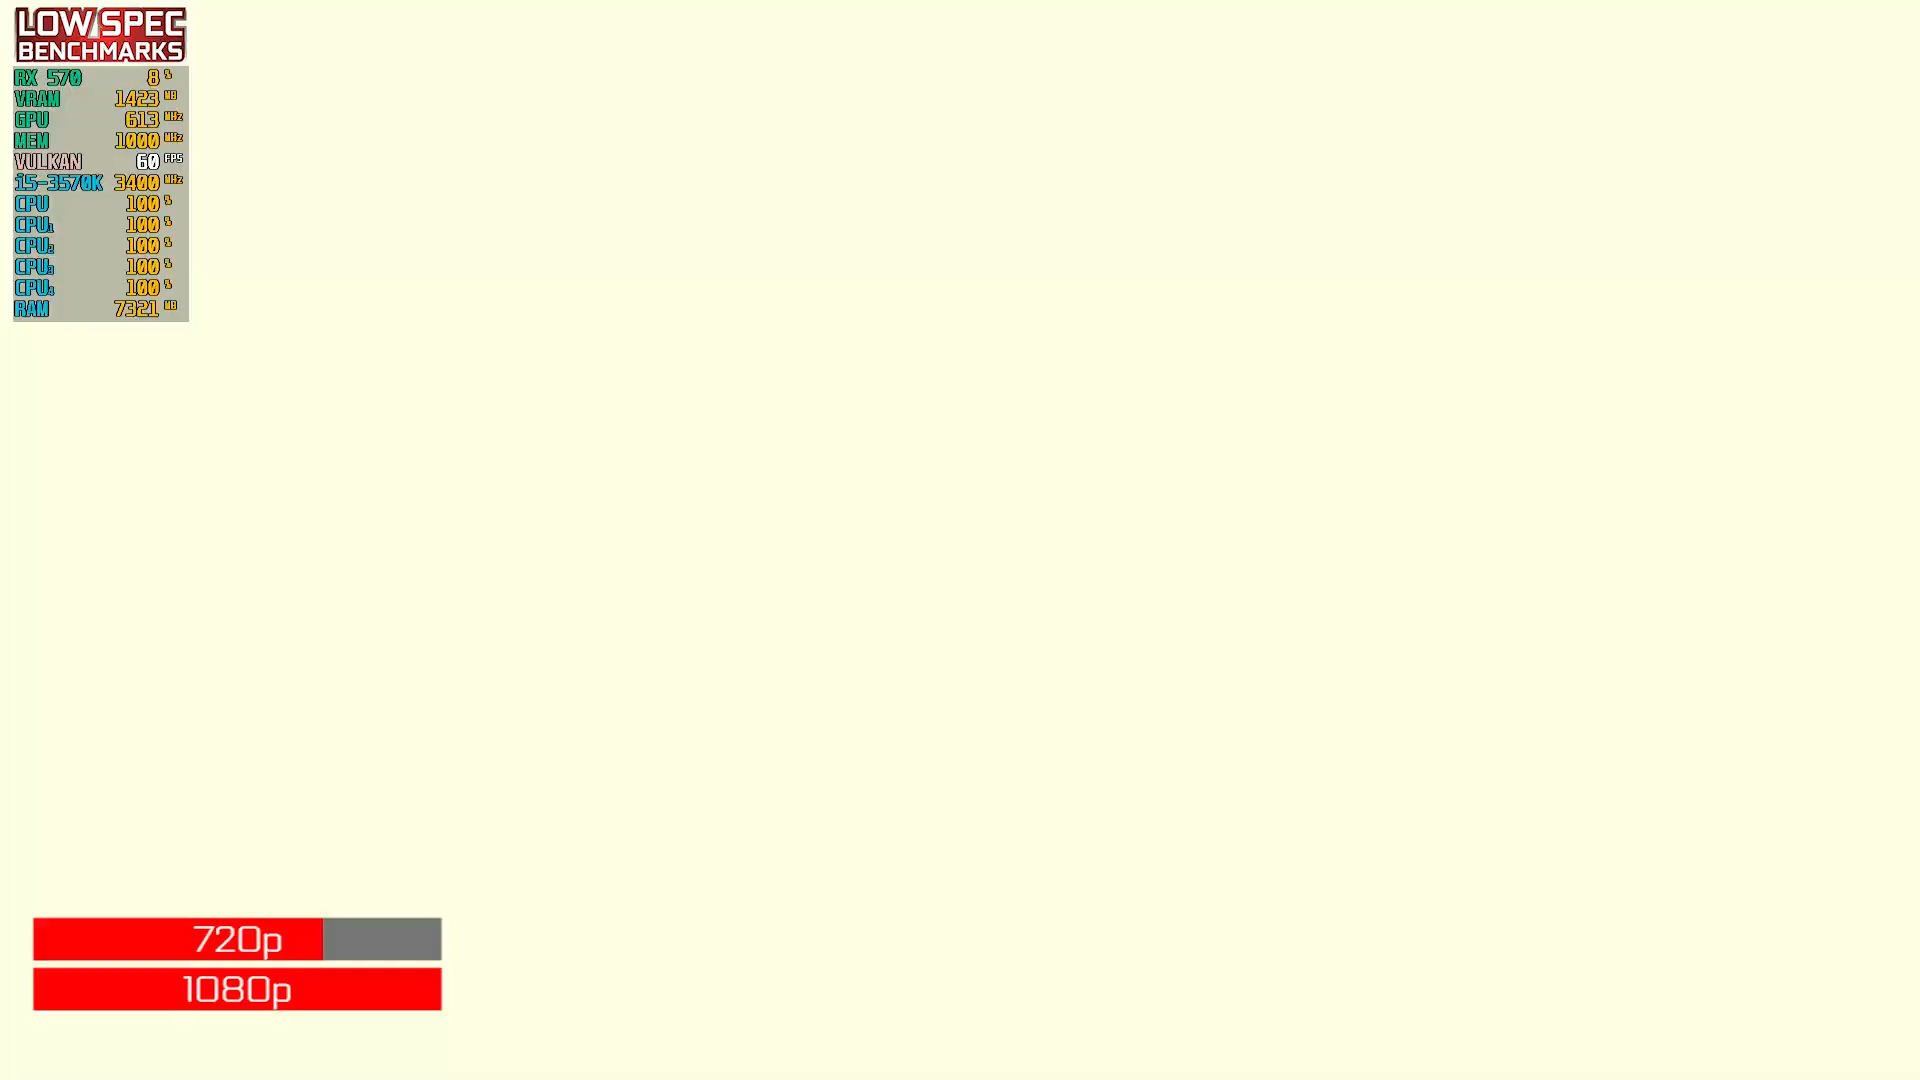 LOW SPEC
BENCHMARKS
RX 570 8 %
VRAM 1423 MB
GPU 613 MHz
MEM 1000 MHz
VULKAN 60 FPS
i5-3570K 3400 MHz
CPU 100 %
CPU1 100 %
CPU2 100 %
CPU3 100 %
CPU4 100 %
RAM 7321 MB
720p
1080p